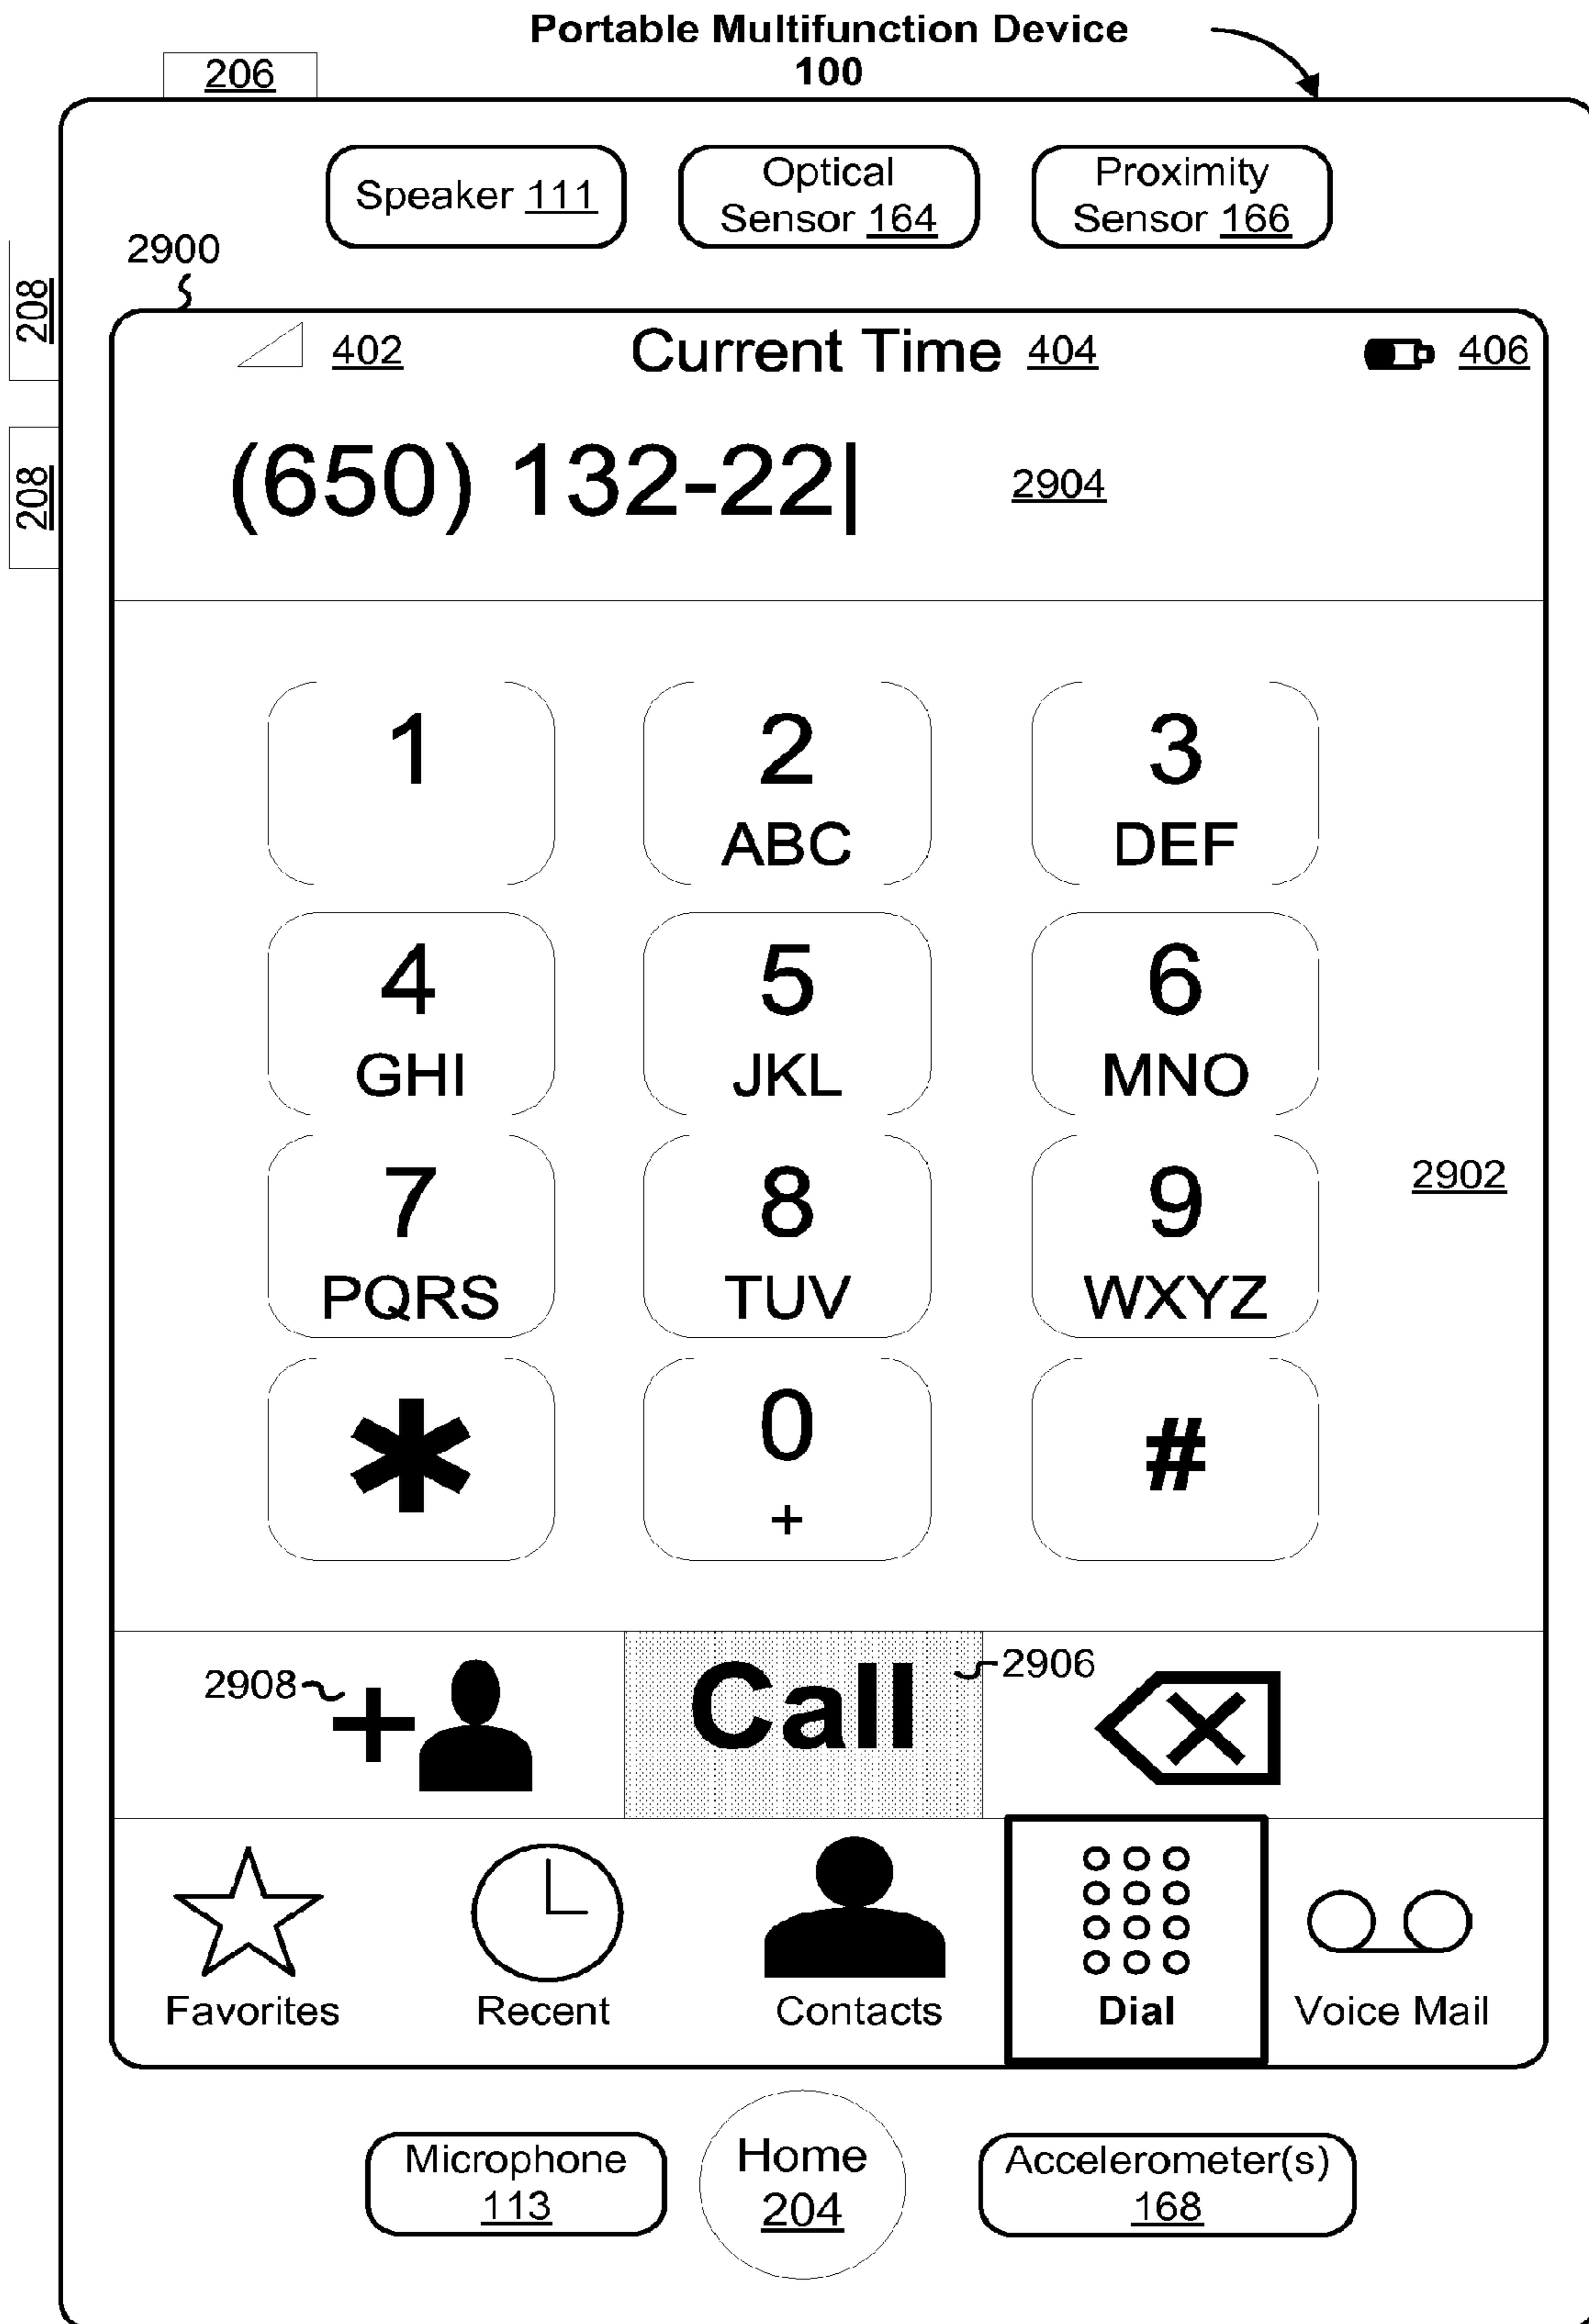 Portable Multifunction Device
100
206
Speaker 111
Optical
Sensor 164
Proximity
Sensor 166
2900
208
208
402
Current Time 404
406
(650) 132-22|
2904
1
2
ABC
3
DEF
4
GHI
5
JKL
6
MNO
7
PQRS
8
TUV
9
WXYZ
2902
*
0
+
#
2908
+
Call
2906
Favorites
Recent
Contacts
Dial
Voice Mail
Microphone
113
Home
204
Accelerometer(s)
168